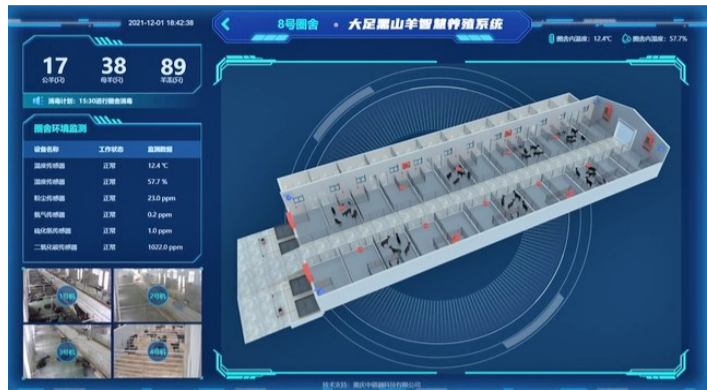 2021-12-01 18:42:38
8号圈舍
大足黑山羊智慧养殖系统
圈舍内温度：12.4℃
圈舍内湿度：57.7%
17
38
89
公羊(只)
母羊(只)
羊羔(只)
消毒计划：15:30进行圈舍消毒
圈舍环境监测
设备名称 工作状态 监测数据
温度传感器 正常 12.4 ℃
湿度传感器 正常 57.7 %
粉尘传感器 正常 23.0 ppm
氨气传感器 正常 0.2 ppm
硫化氢传感器 正常 1.0 ppm
二氧化碳传感器 正常 1022.0 ppm
1号机
2号机
3号机
4号机
技术支持：重庆中链融科技有限公司